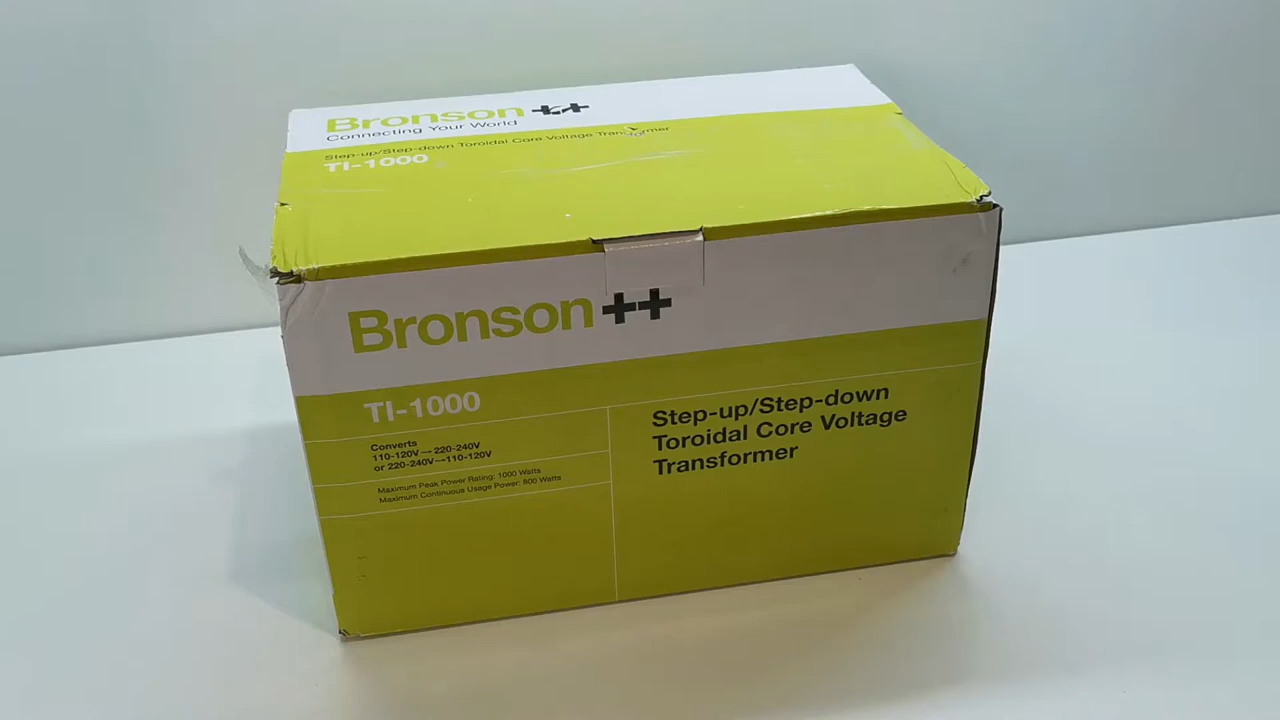 Bronson++
Connecting Your World
Step-up/Step-down Toroidal Core Voltage Transformer
TI-1000
Bronson++
TI-1000
Converts
110-120V→220-240V
or 220-240V→110-120V
Maximum Peak Power Rating: 1000 Watts
Maximum Continuous Usage Power: 800 Watts
Step-up/Step-down
Toroidal Core Voltage
Transformer